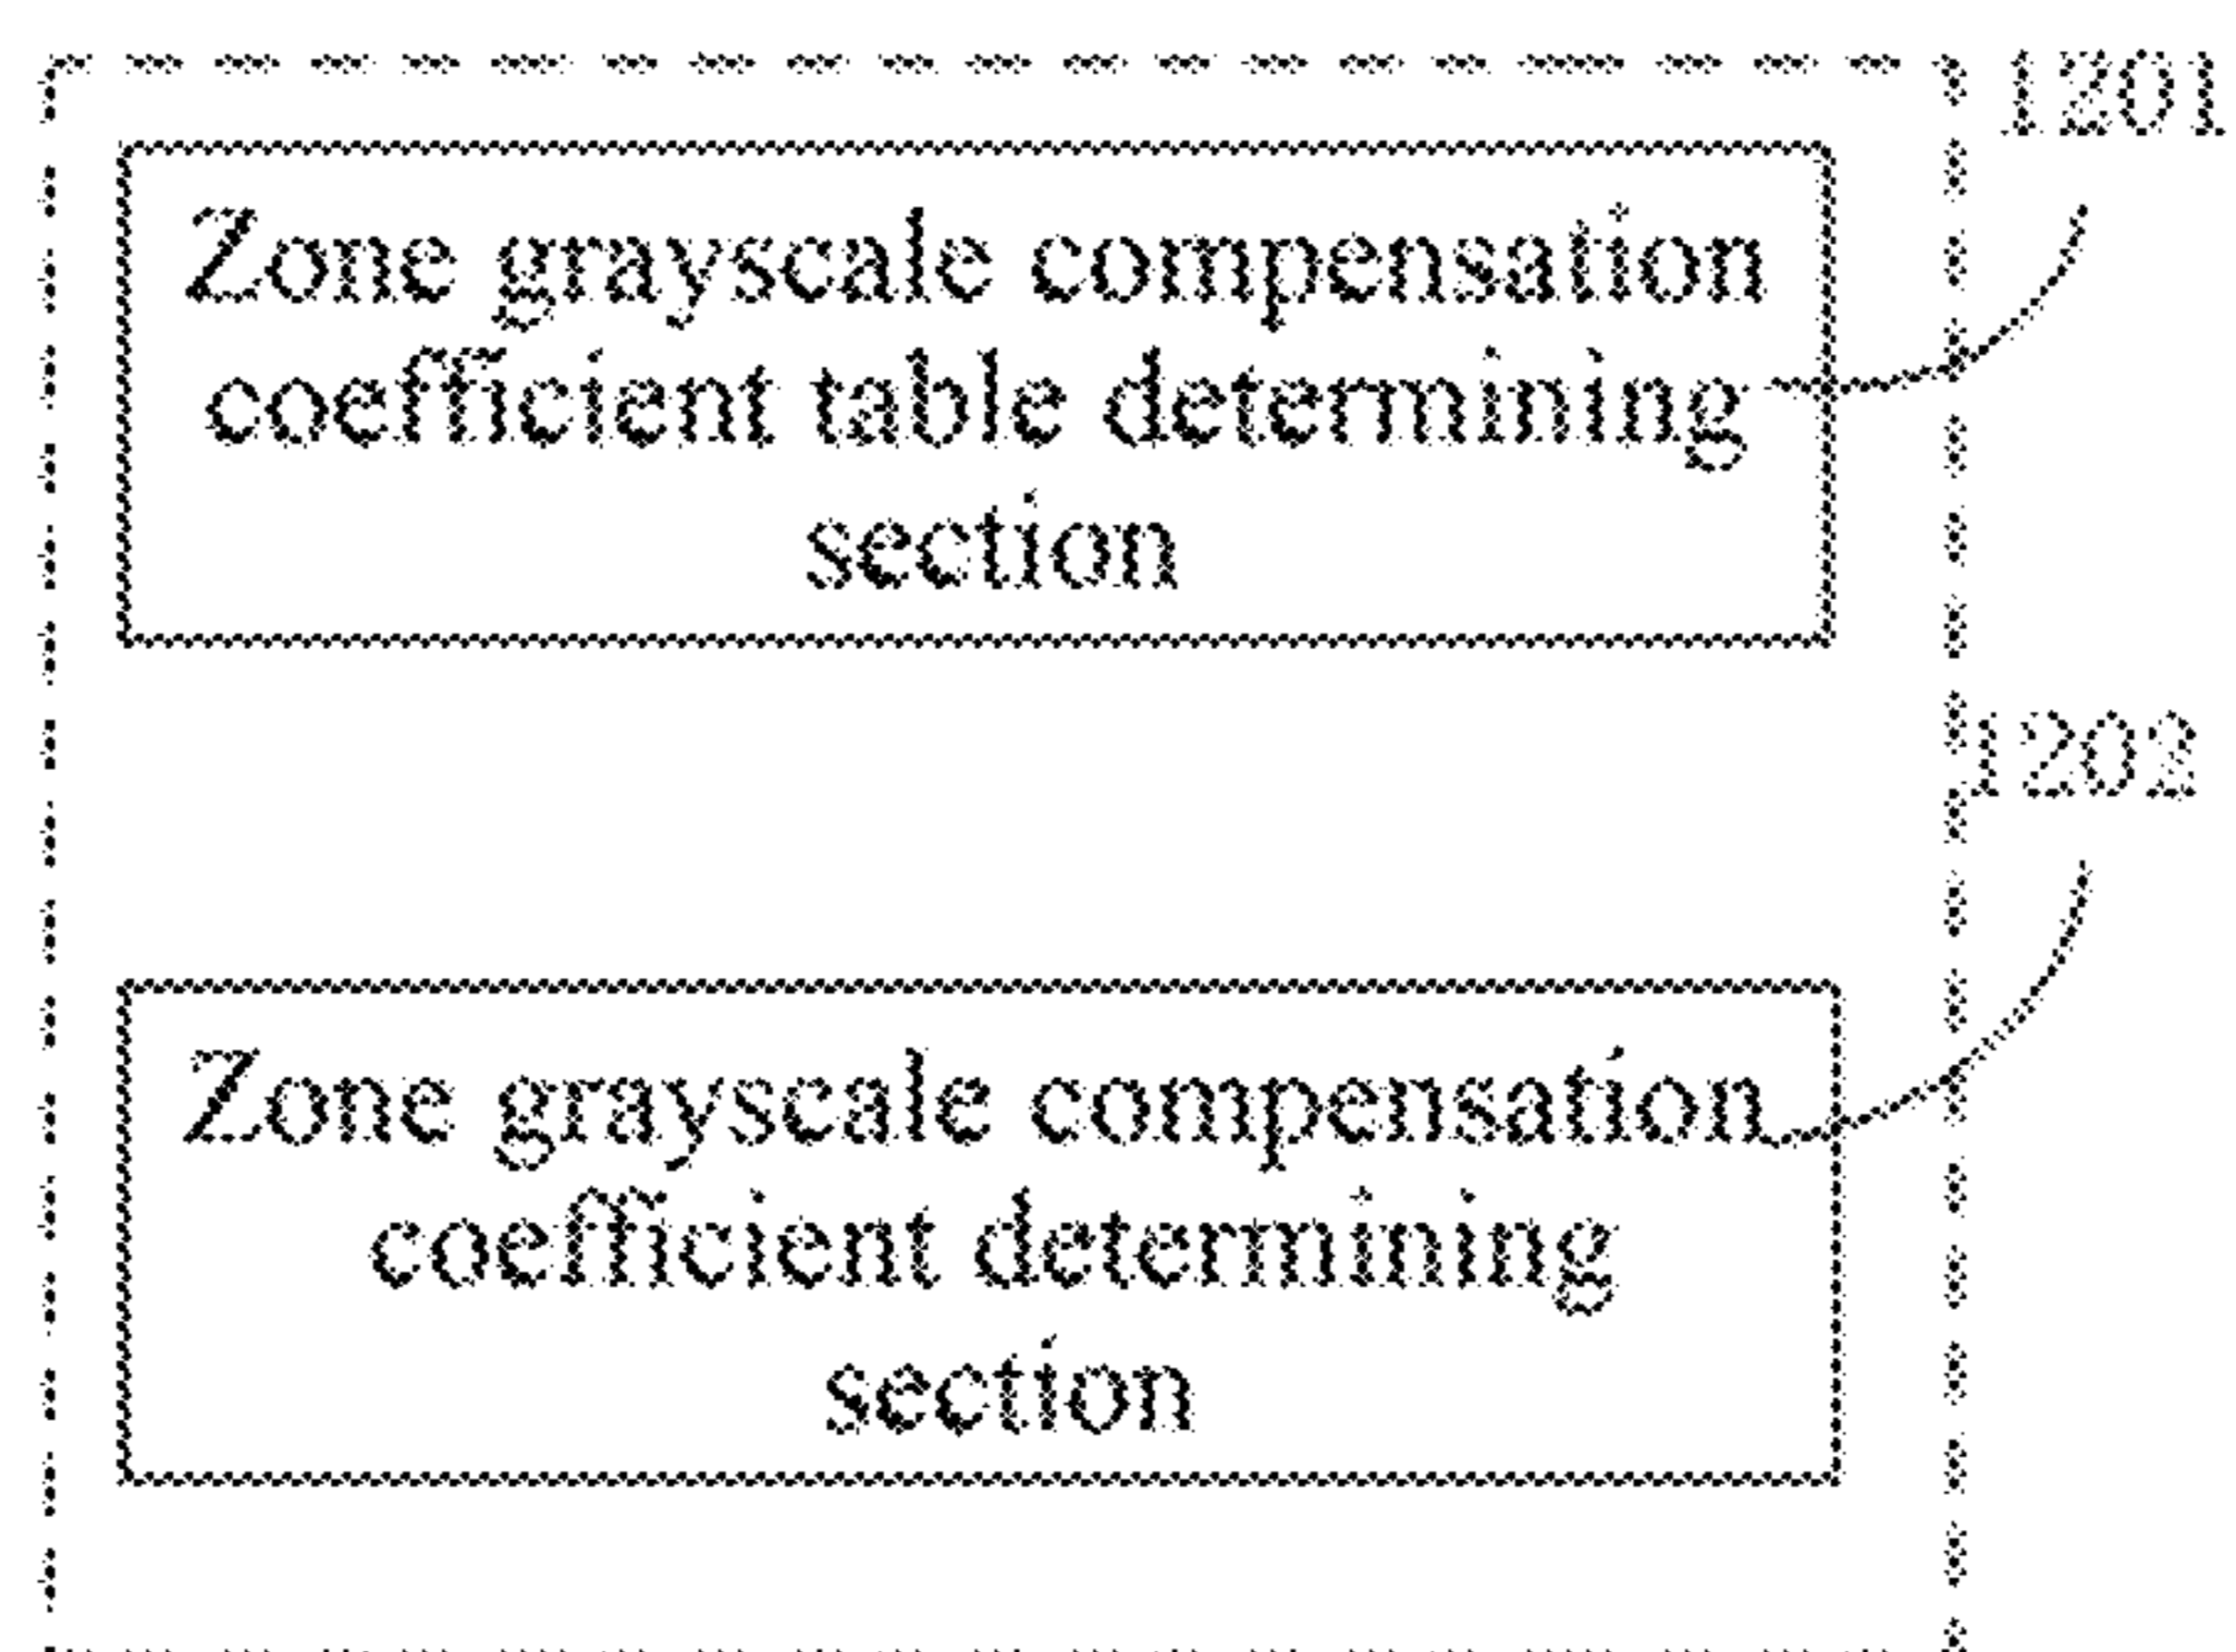 1201
Zone grayscale compensation
coefficient table determining
section
1202
Zone grayscale compensation
coefficient determining
section